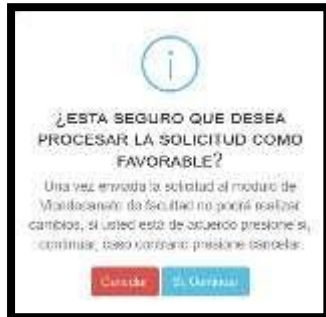 ¿ESTA SEGURO QUE DESEA
PROCESAR LA SOLICITUD COMO
FAVORABLE?
Una vez enviada la solicitud al modulo de
Vicedecanato de facultad no podrá realizar
cambios, si usted está de acuerdo presione si,
continuar, caso contrario presione cancelar.
Cancelar Si, Continuar